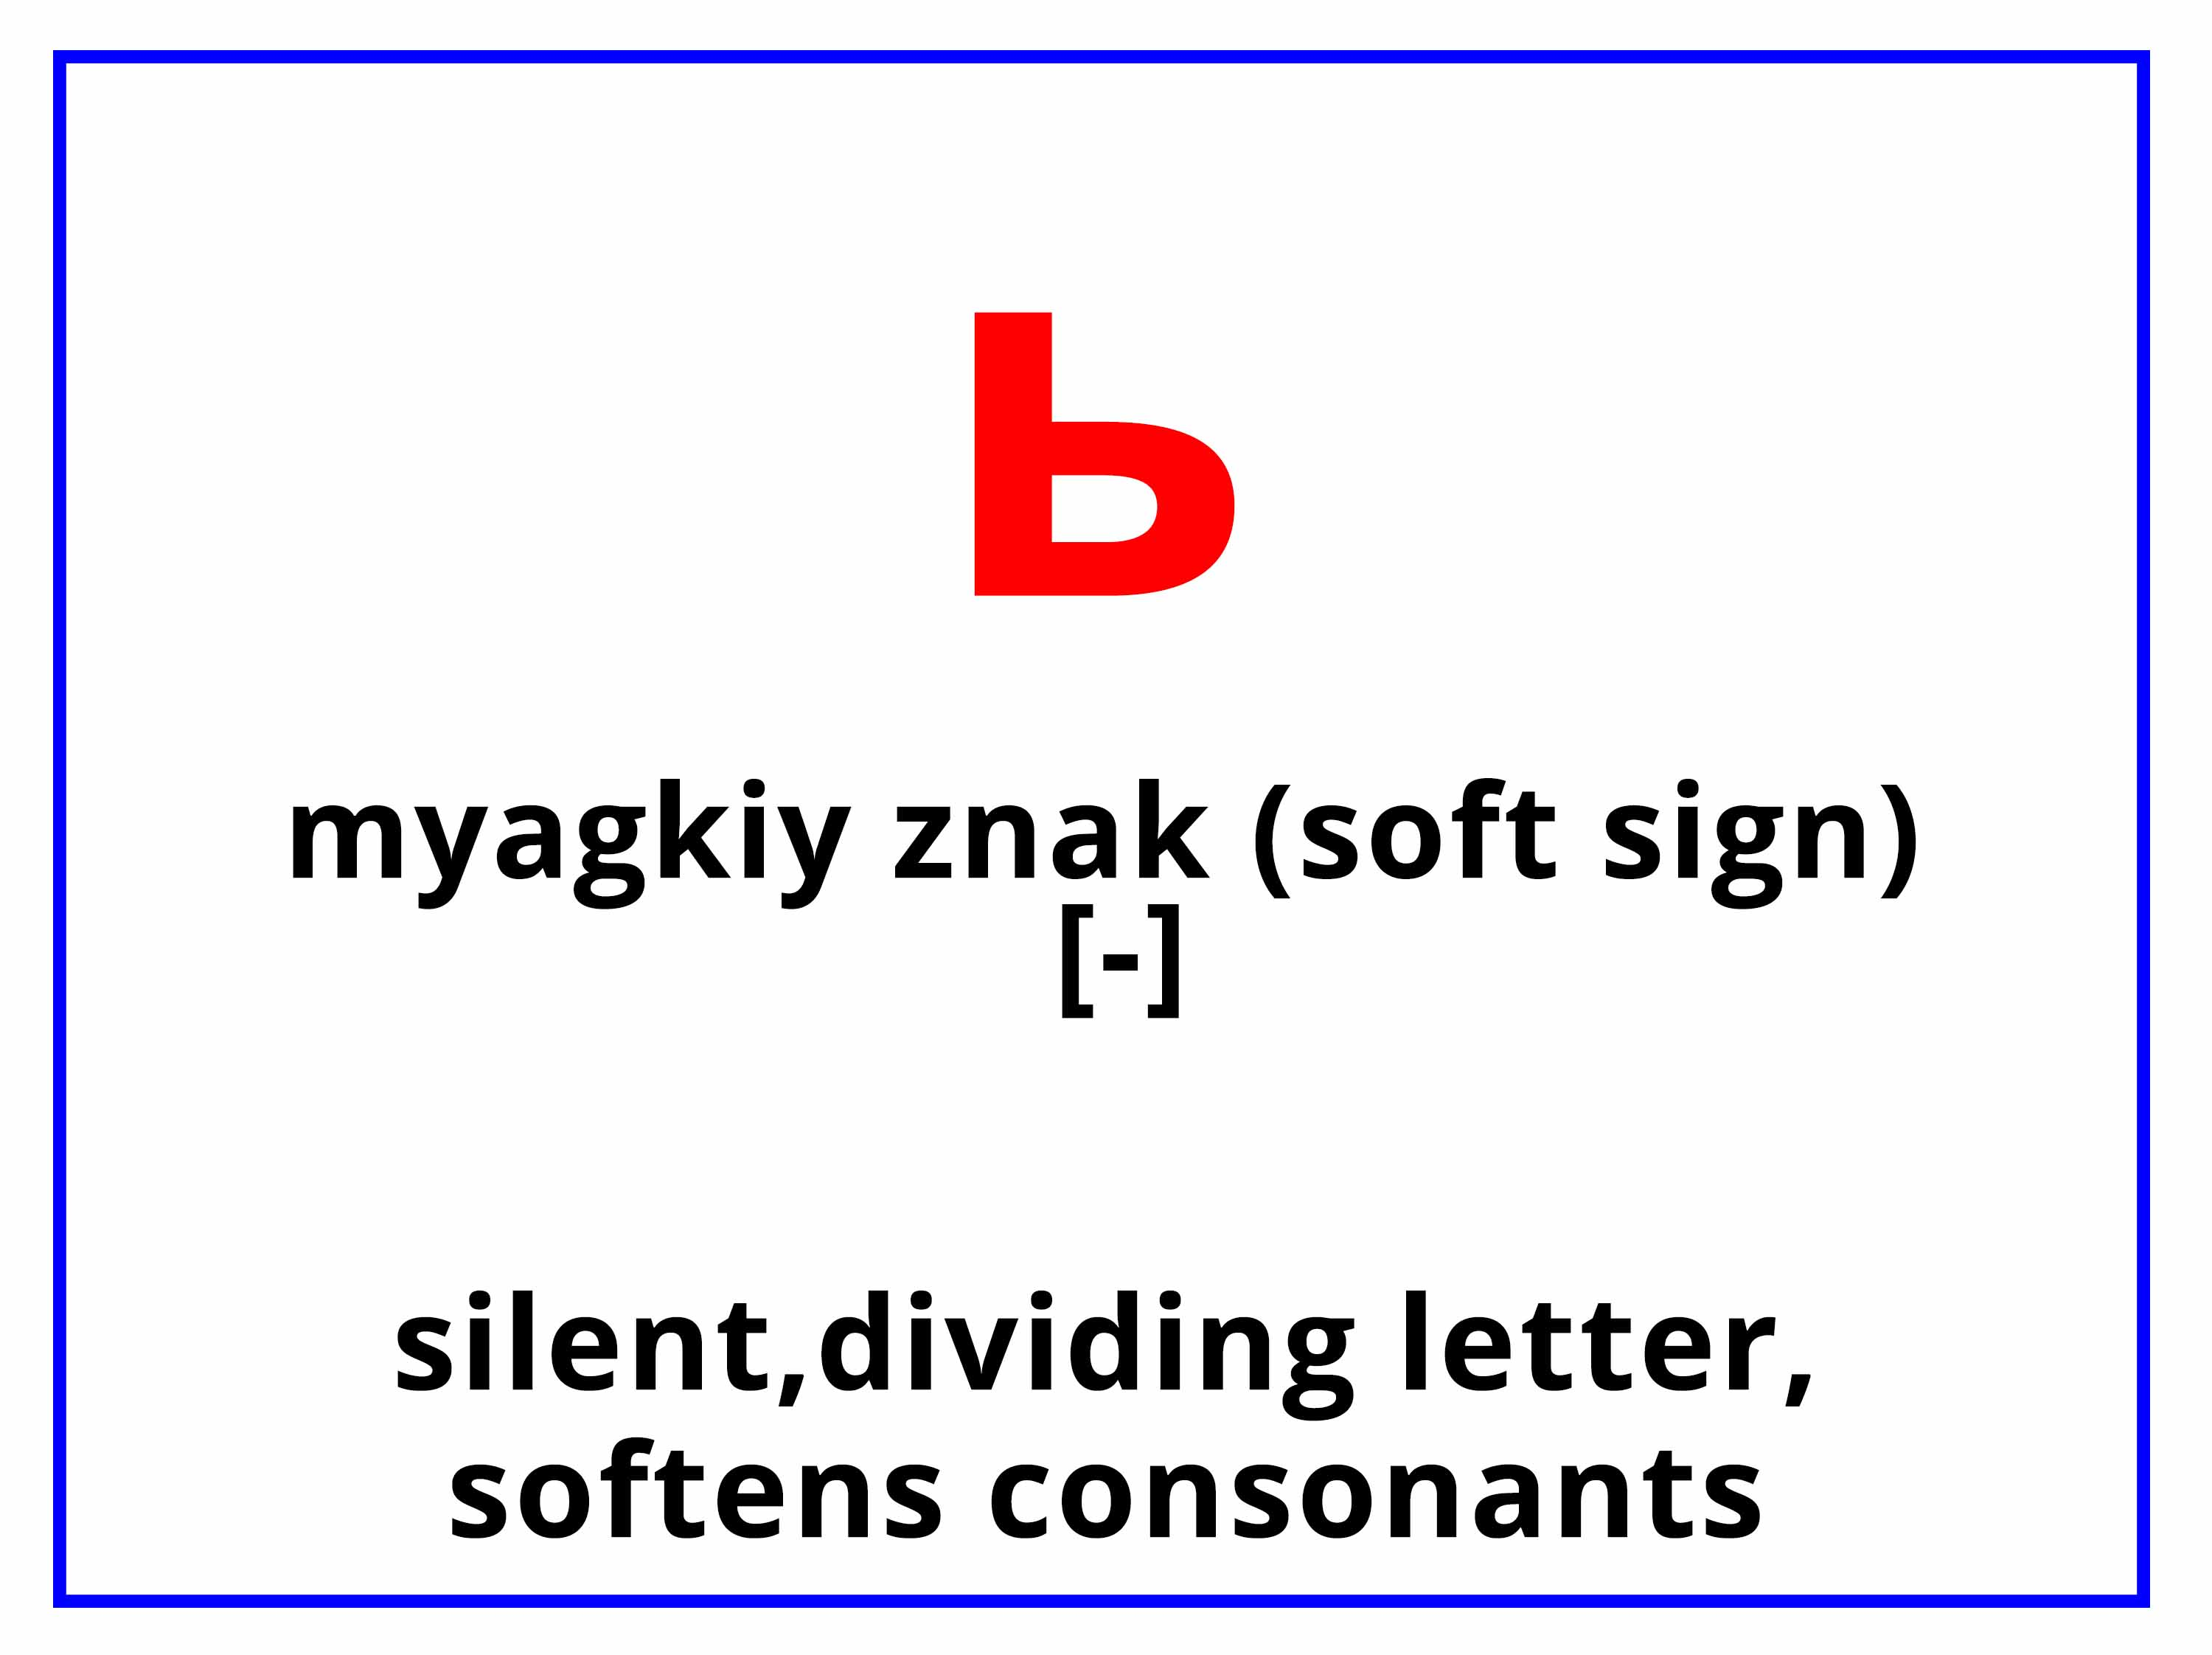 Ь
myagkiy znak (soft sign)
[-]
silent,dividing letter,
softens consonants